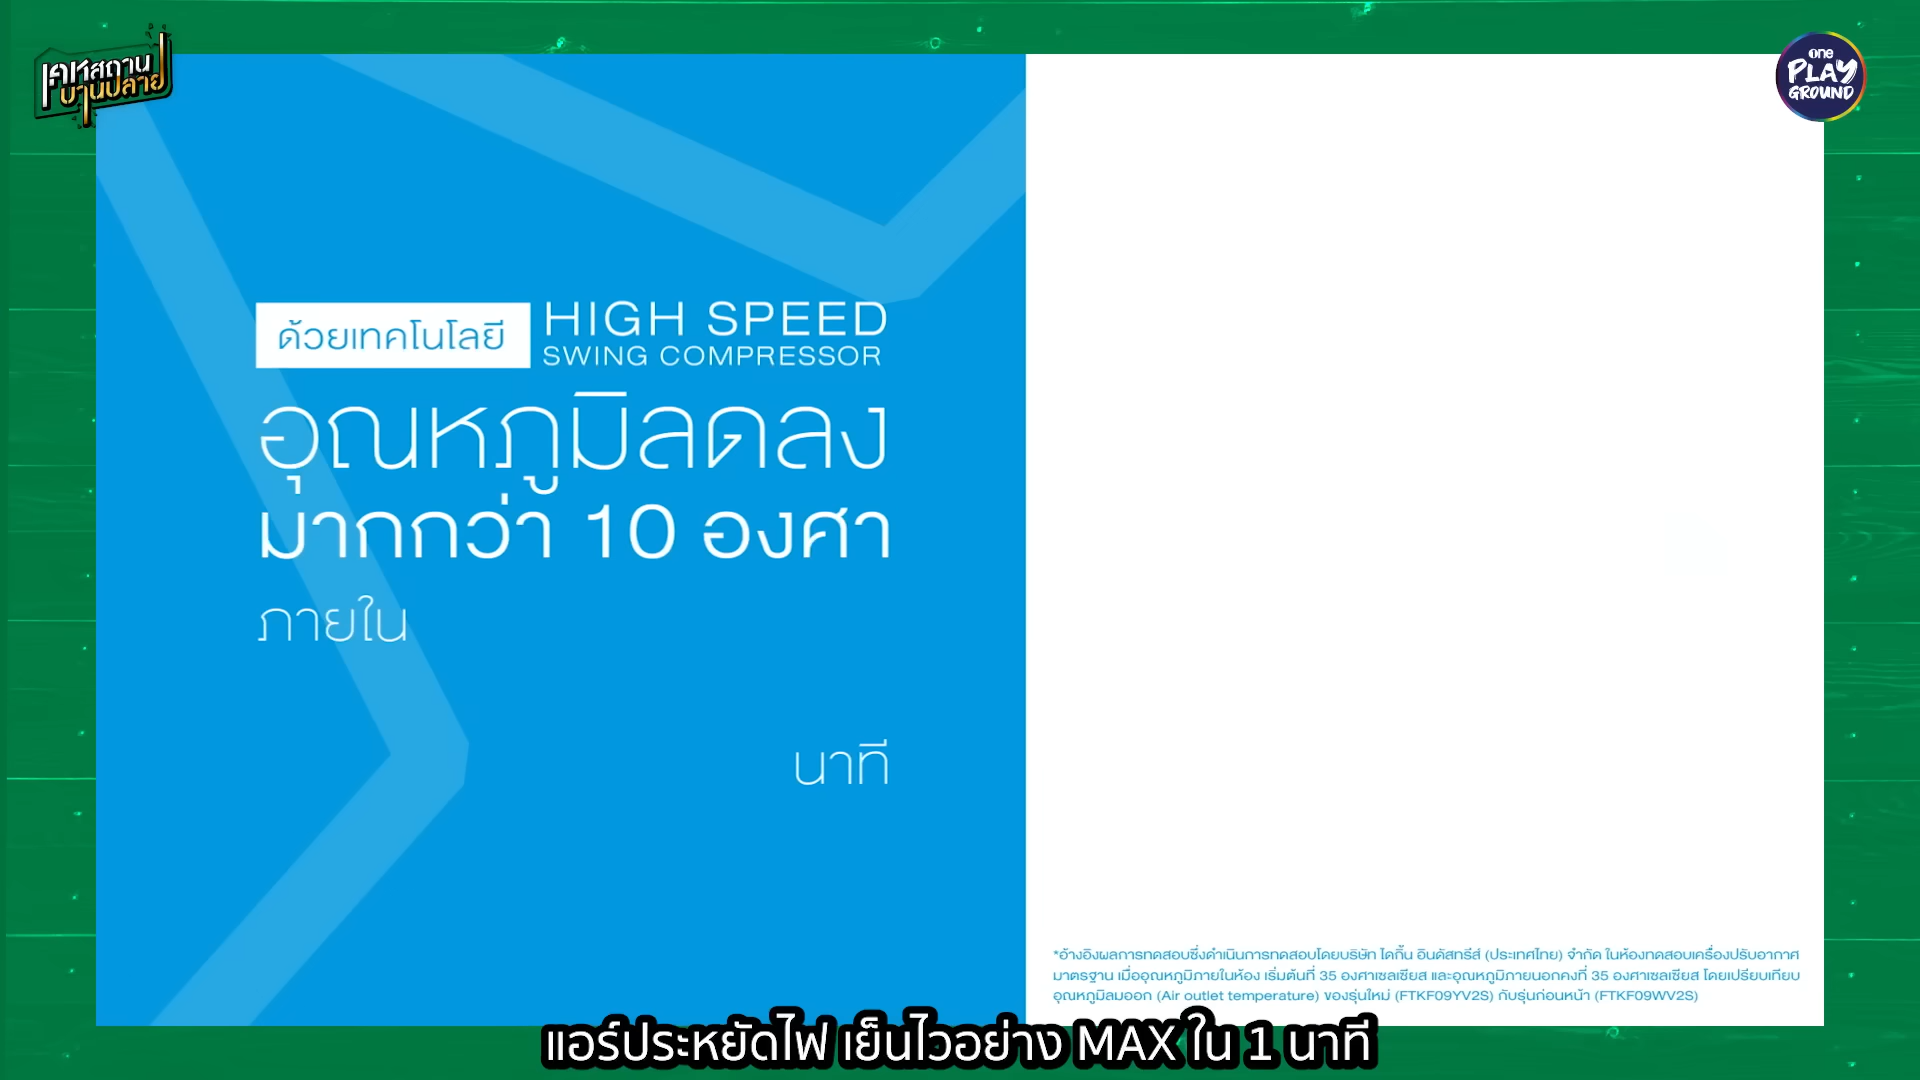 เคหสถาน
บานปลาย
one
PLAY
GROUND
ด้วยเทคโนโลยี HIGH SPEED
SWING COMPRESSOR
อุณหภูมิลดลง
มากกว่า 10 องศา
ภายใน
นาที
*อ้างอิงผลการทดสอบซึ่งดำเนินการทดสอบโดยบริษัท ไดกิ้น อินดัสทรีส์ (ประเทศไทย) จำกัด ในห้องทดสอบเครื่องปรับอากาศ
มาตรฐาน เมื่ออุณหภูมิภายในห้อง เริ่มต้นที่ 35 องศาเซลเซียส และอุณหภูมิภายนอกคงที่ 35 องศาเซลเซียส โดยเปรียบเทียบ
อุณหภูมิลมออก (Air outlet temperature) ของรุ่นใหม่ (FTKF09YV2S) กับรุ่นก่อนหน้า (FTKF09WV2S)
แอร์ประหยัดไฟ เย็นไวอย่าง MAX ใน 1 นาที